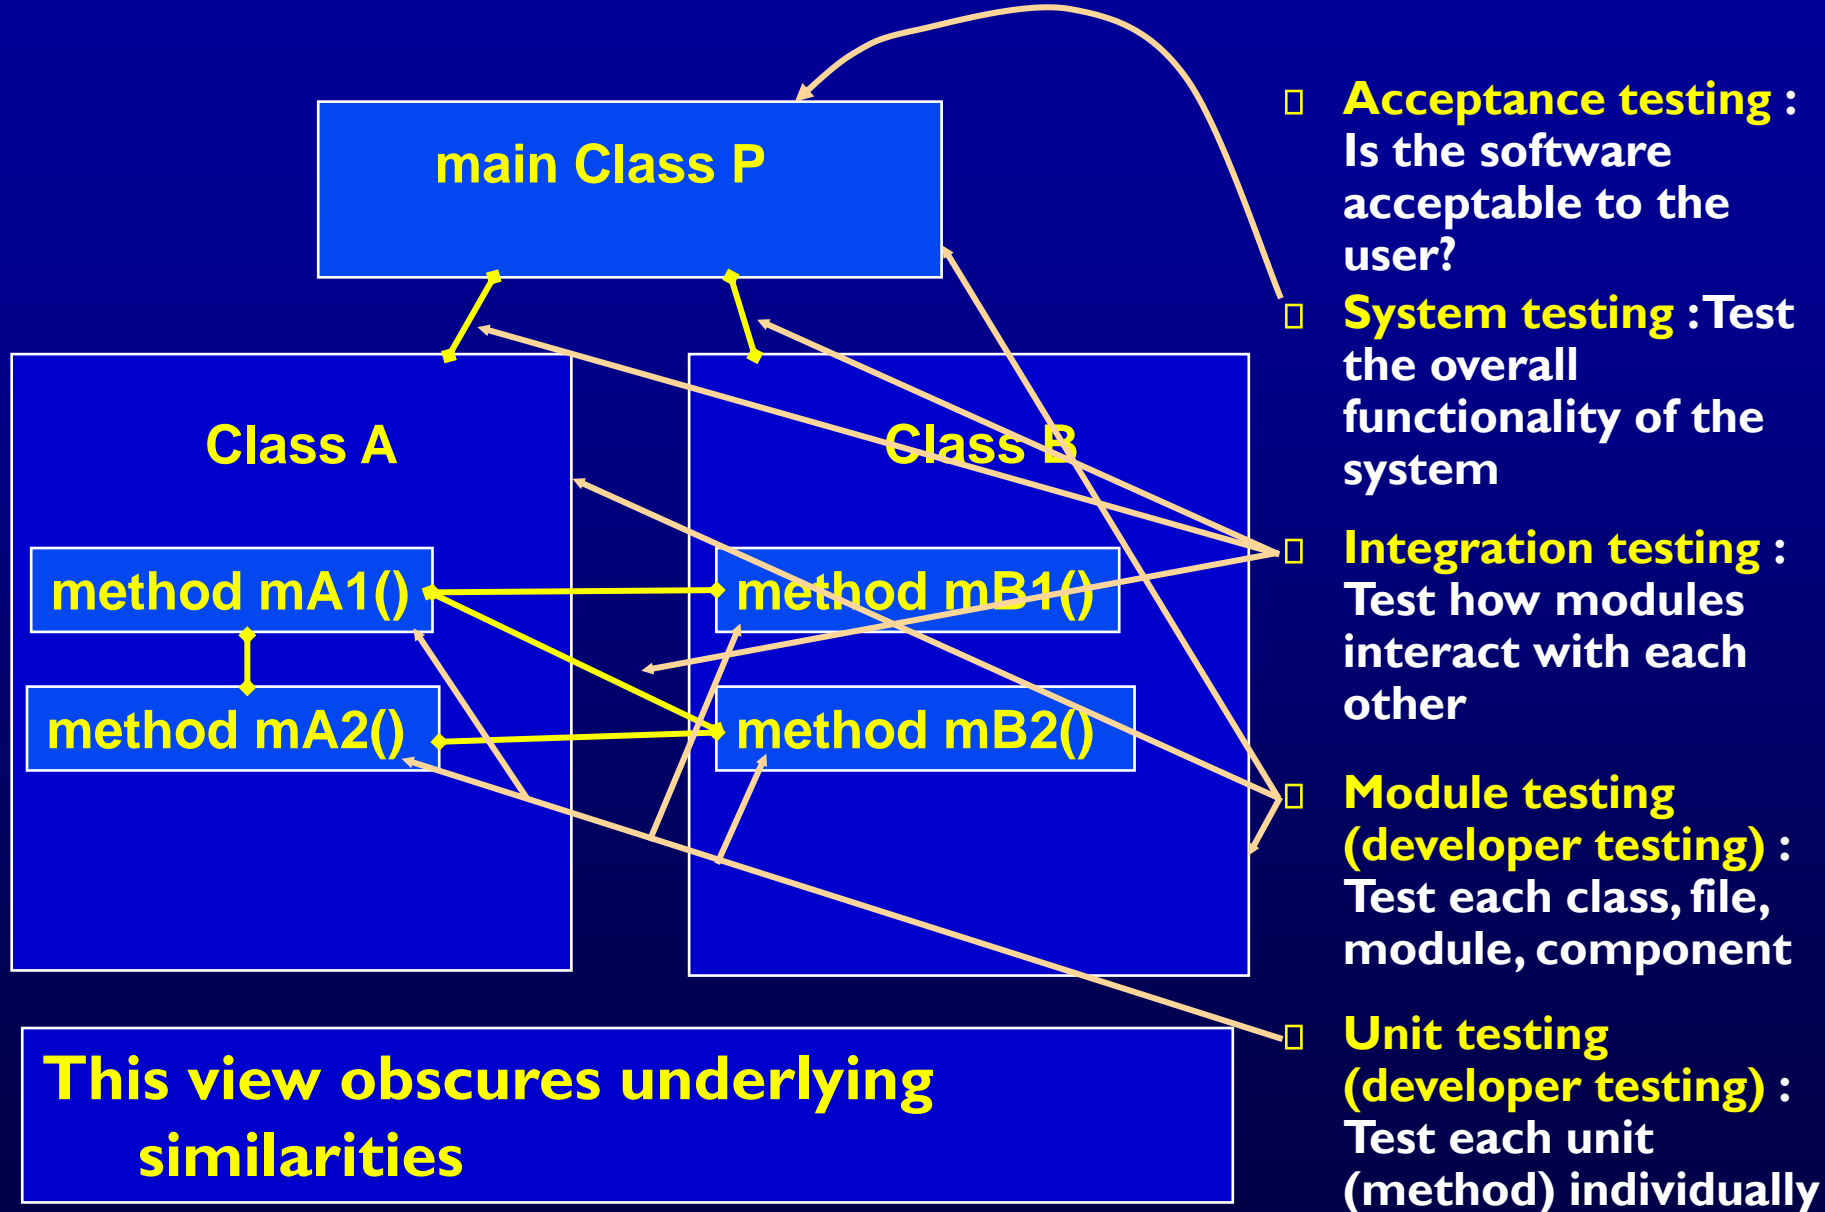 main Class P
Class A
Class B
method mA1()
method mB1()
method mA2()
method mB2()
This view obscures underlying
similarities
Acceptance testing :
Is the software
acceptable to the
user?
System testing : Test
the overall
functionality of the
system
Integration testing :
Test how modules
interact with each
other
Module testing
(developer testing) :
Test each class, file,
module, component
Unit testing
(developer testing) :
Test each unit
(method) individually